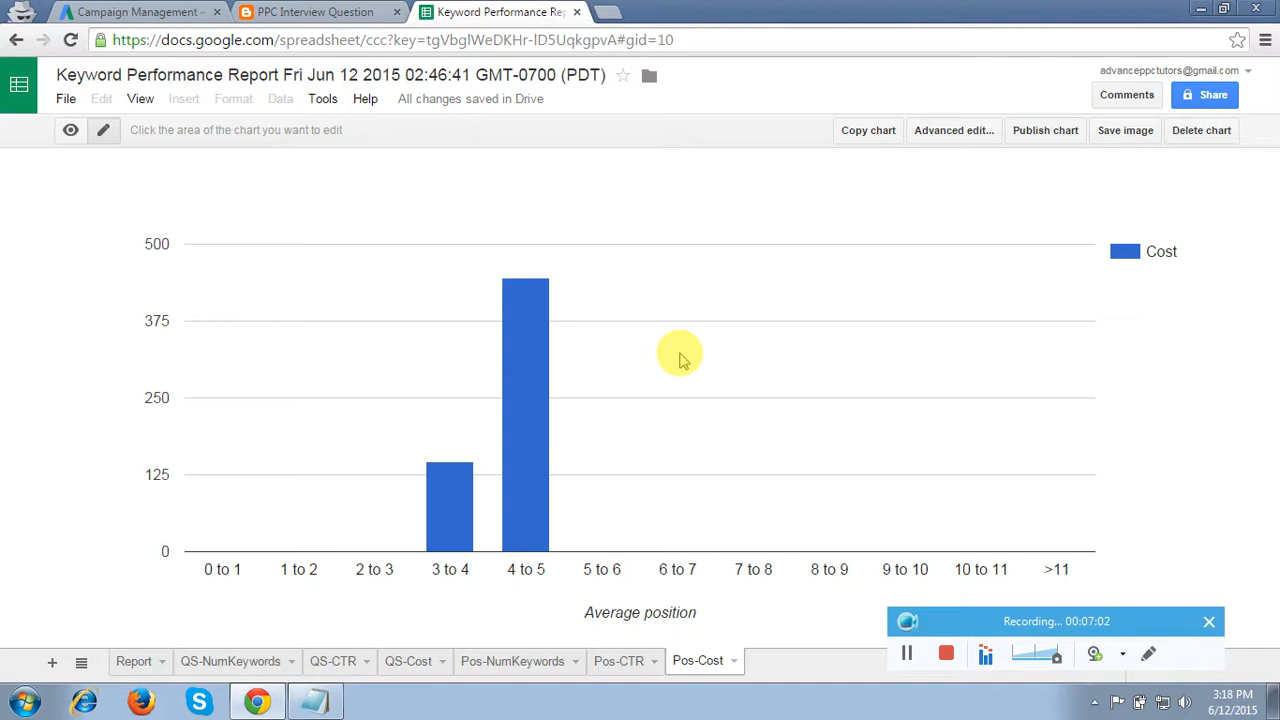 Campaign Management –
PPC Interview Question
Keyword Performance Re
https://docs.google.com/spreadsheet/ccc?key=tgVbglWeDKHr-lD5UqkgpvA#gid=10
Keyword Performance Report Fri Jun 12 2015 02:46:41 GMT-0700 (PDT)
advanceppctutors@gmail.com
File Edit View Insert Format Data Tools Help All changes saved in Drive
Comments Share
Click the area of the chart you want to edit
Copy chart Advanced edit... Publish chart Save image Delete chart
500
Cost
375
250
125
0
0 to 1 1 to 2 2 to 3 3 to 4 4 to 5 5 to 6 6 to 7 7 to 8 8 to 9 9 to 10 10 to 11 >11
Average position
Recording... 00:07:02
Report QS-NumKeywords QS-CTR QS-Cost Pos-NumKeywords Pos-CTR Pos-Cost
3:18 PM
6/12/2015